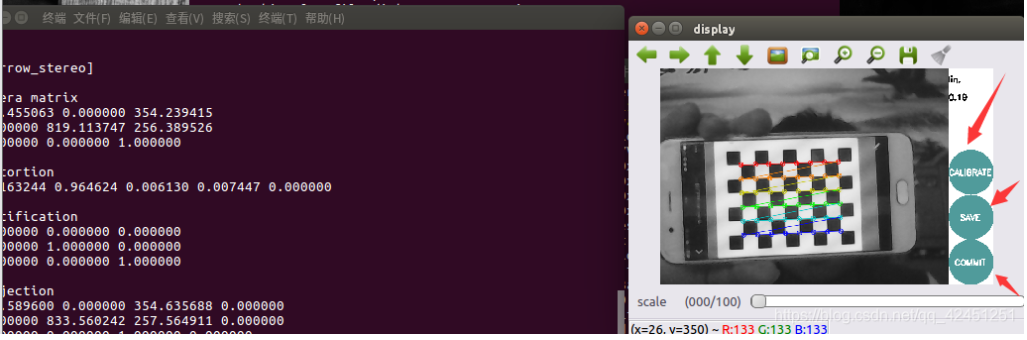 终端 文件(F) 编辑(E) 查看(V) 搜索(S) 终端(T) 帮助(H)
rrow_stereo]
era matrix
.455063 0.000000 354.239415
00000 819.113747 256.389526
00000 0.000000 1.000000
tortion
163244 0.964624 0.006130 0.007447 0.000000
ctification
00000 0.000000 0.000000
00000 1.000000 0.000000
00000 0.000000 1.000000
jection
.589600 0.000000 354.635688 0.000000
00000 833.560242 257.564911 0.000000
display
lin.
0.19
CALIBRATE
SAVE
COMMIT
scale (000/100)
(x=26, y=350) ~ R:133 G:133 B:133
https://blog.csdn.net/qq_42451251